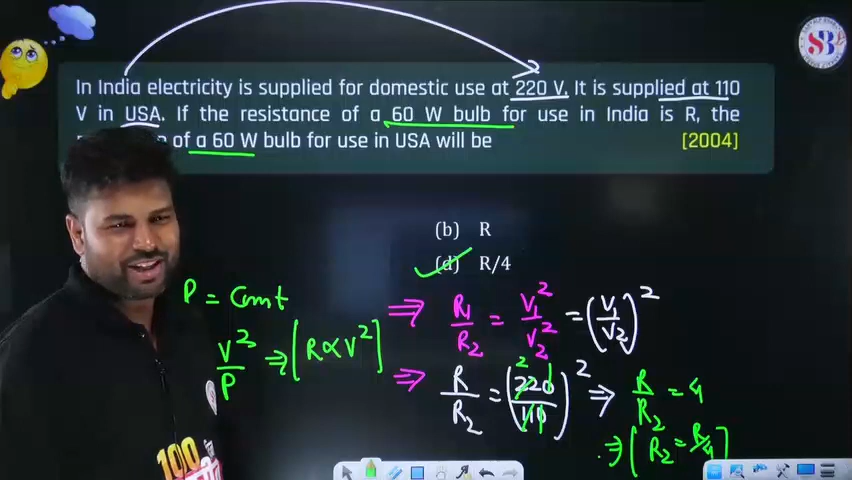 In India electricity is supplied for domestic use at 220 V. It is supplied at 110
V in USA. If the resistance of a 60 W bulb for use in India is R, the
of a 60 W bulb for use in USA will be [2004]
(b) R
(d) R/4
P = Const
V²/P ⇒ [R ∝ V²]
⇒ R₁/R₂ = V₁²/V₂² = (V₁/V₂)²
⇒ R/R₂ = (220/110)² ⇒ R/R₂ = 4
⇒ [R₂ = R/4]
SB
100